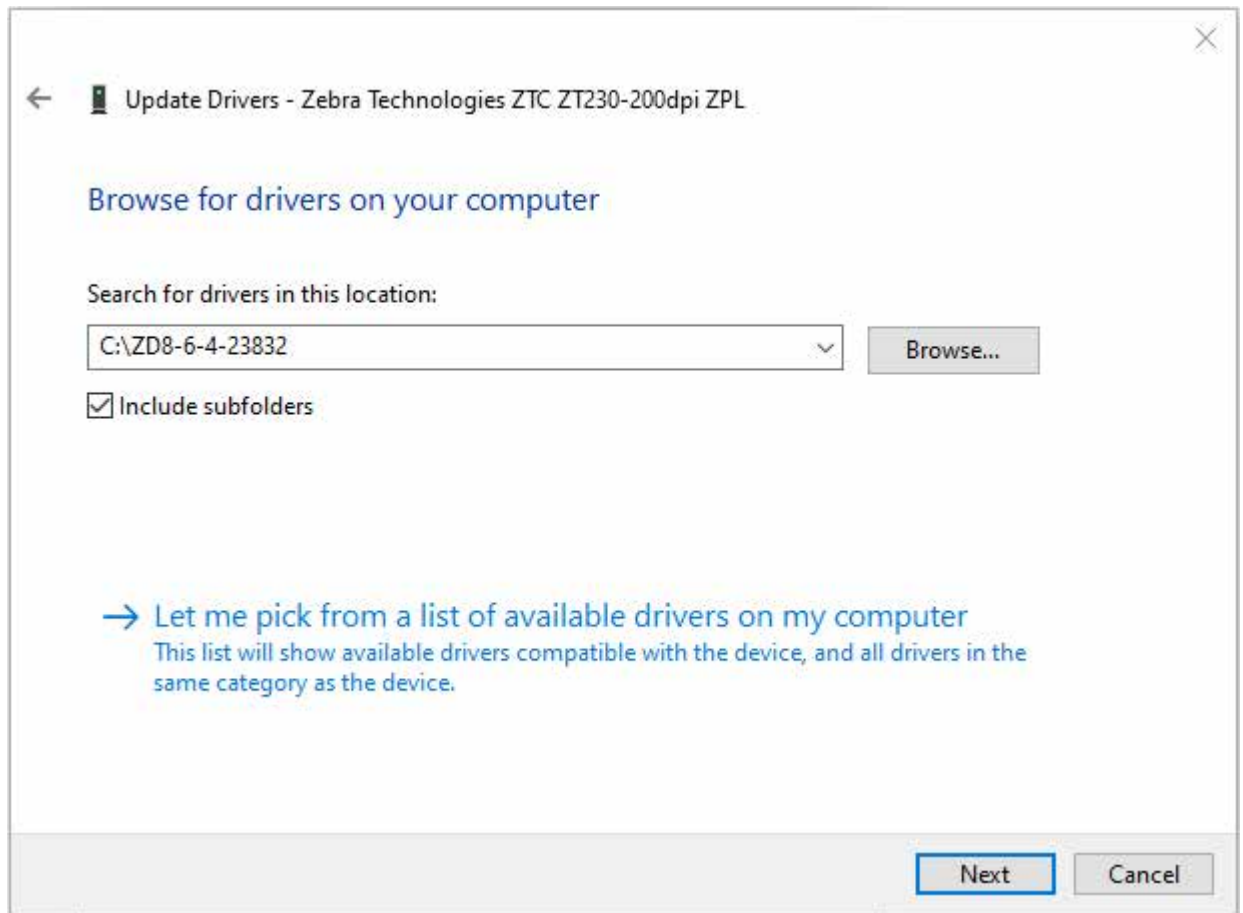 Update Drivers - Zebra Technologies ZTC ZT230-200dpi ZPL
Browse for drivers on your computer
Search for drivers in this location:
C:\ZD8-6-4-23832
Browse...
Include subfolders
Let me pick from a list of available drivers on my computer
This list will show available drivers compatible with the device, and all drivers in the
same category as the device.
Next
Cancel